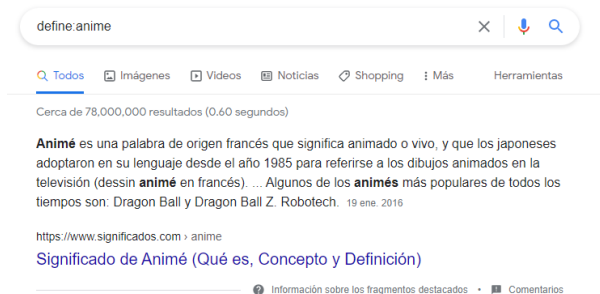 define:anime
Todos Imágenes Videos Noticias Shopping Más Herramientas
Cerca de 78,000,000 resultados (0.60 segundos)
Animé es una palabra de origen francés que significa animado o vivo, y que los japoneses
adoptaron en su lenguaje desde el año 1985 para referirse a los dibujos animados en la
televisión (dessin animé en francés). ... Algunos de los animés más populares de todos los
tiempos son: Dragon Ball y Dragon Ball Z. Robotech. 19 ene. 2016
https://www.significados.com › anime
Significado de Animé (Qué es, Concepto y Definición)
Información sobre los fragmentos destacados • Comentarios